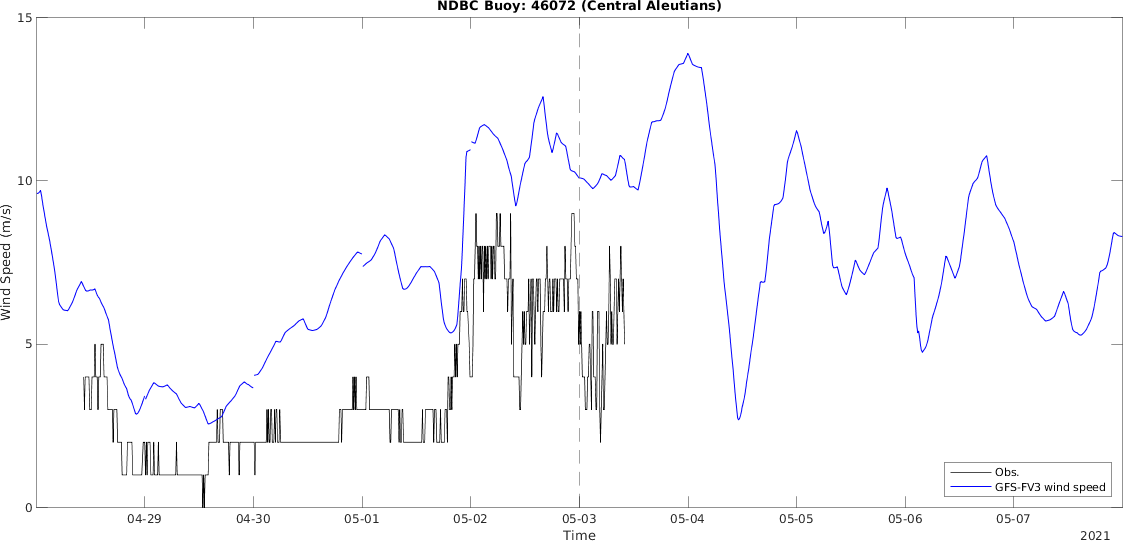 NDBC Buoy: 46072 (Central Aleutians)
15
10
5
0
Wind Speed (m/s)
04-29 04-30 05-01 05-02 05-03 05-04 05-05 05-06 05-07
Time
2021
Obs.
GFS-FV3 wind speed